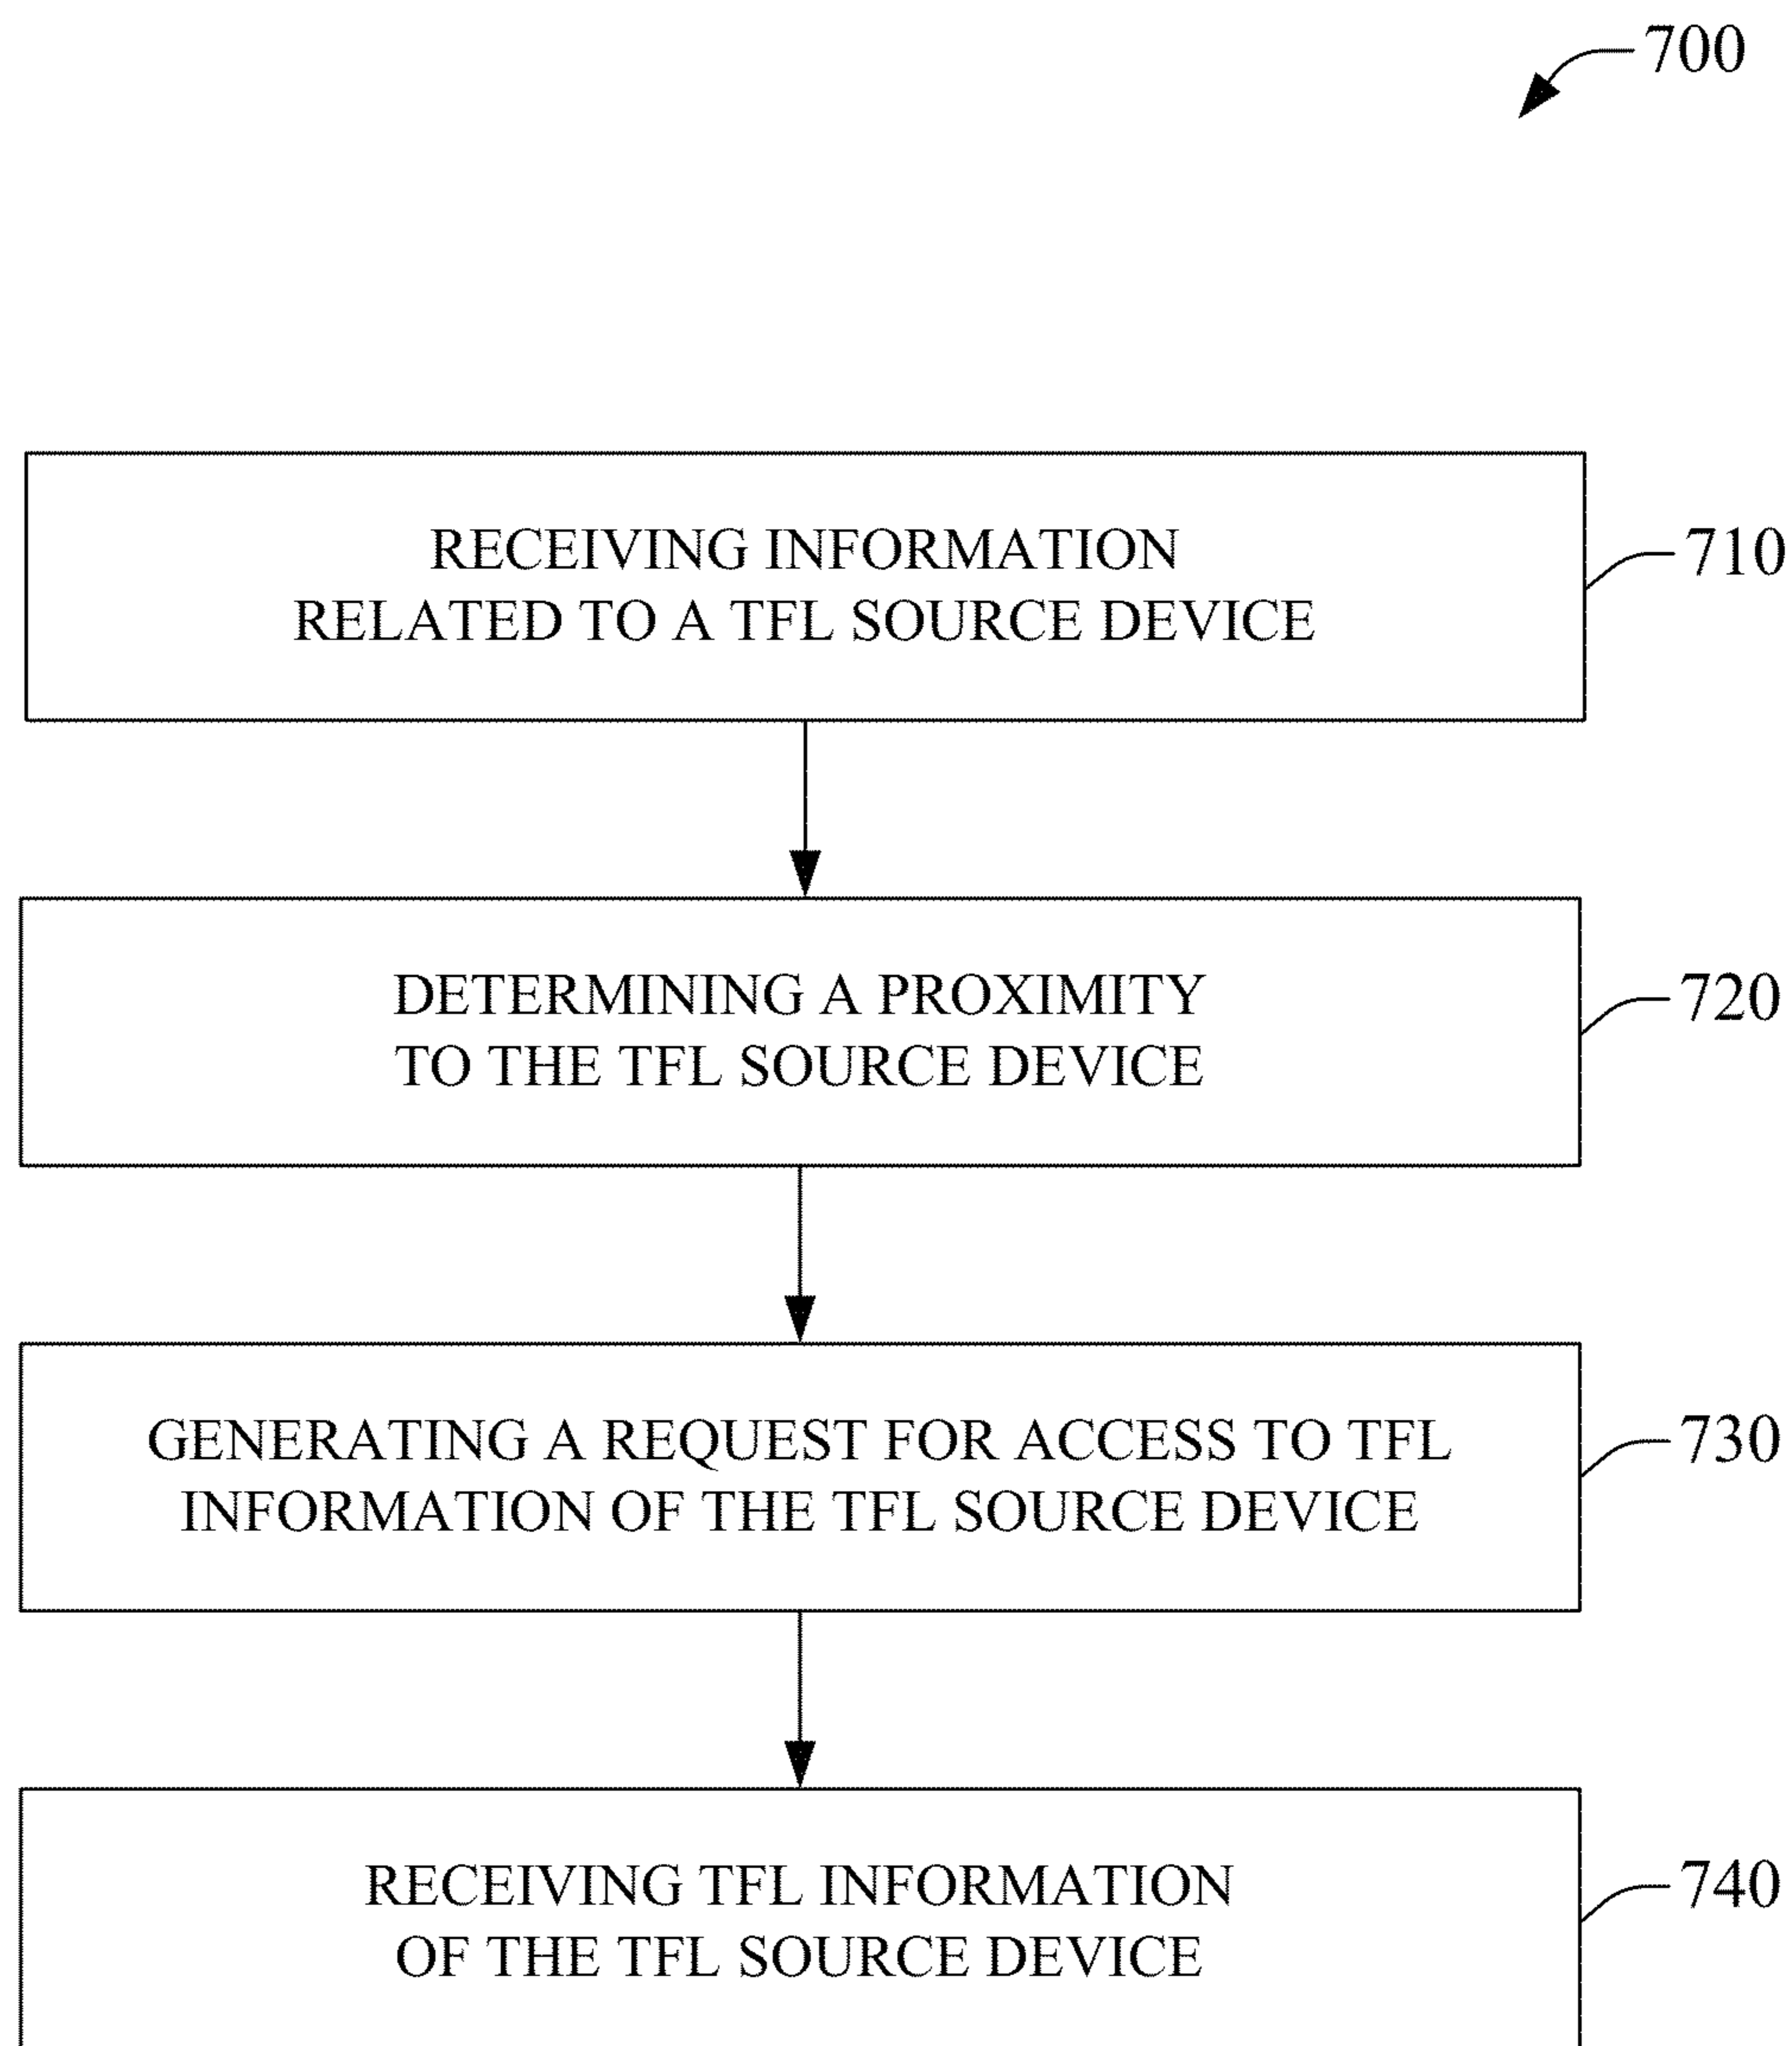 700
RECEIVING INFORMATION
RELATED TO A TFL SOURCE DEVICE
710
DETERMINING A PROXIMITY
TO THE TFL SOURCE DEVICE
720
GENERATING A REQUEST FOR ACCESS TO TFL
INFORMATION OF THE TFL SOURCE DEVICE
730
RECEIVING TFL INFORMATION
OF THE TFL SOURCE DEVICE
740